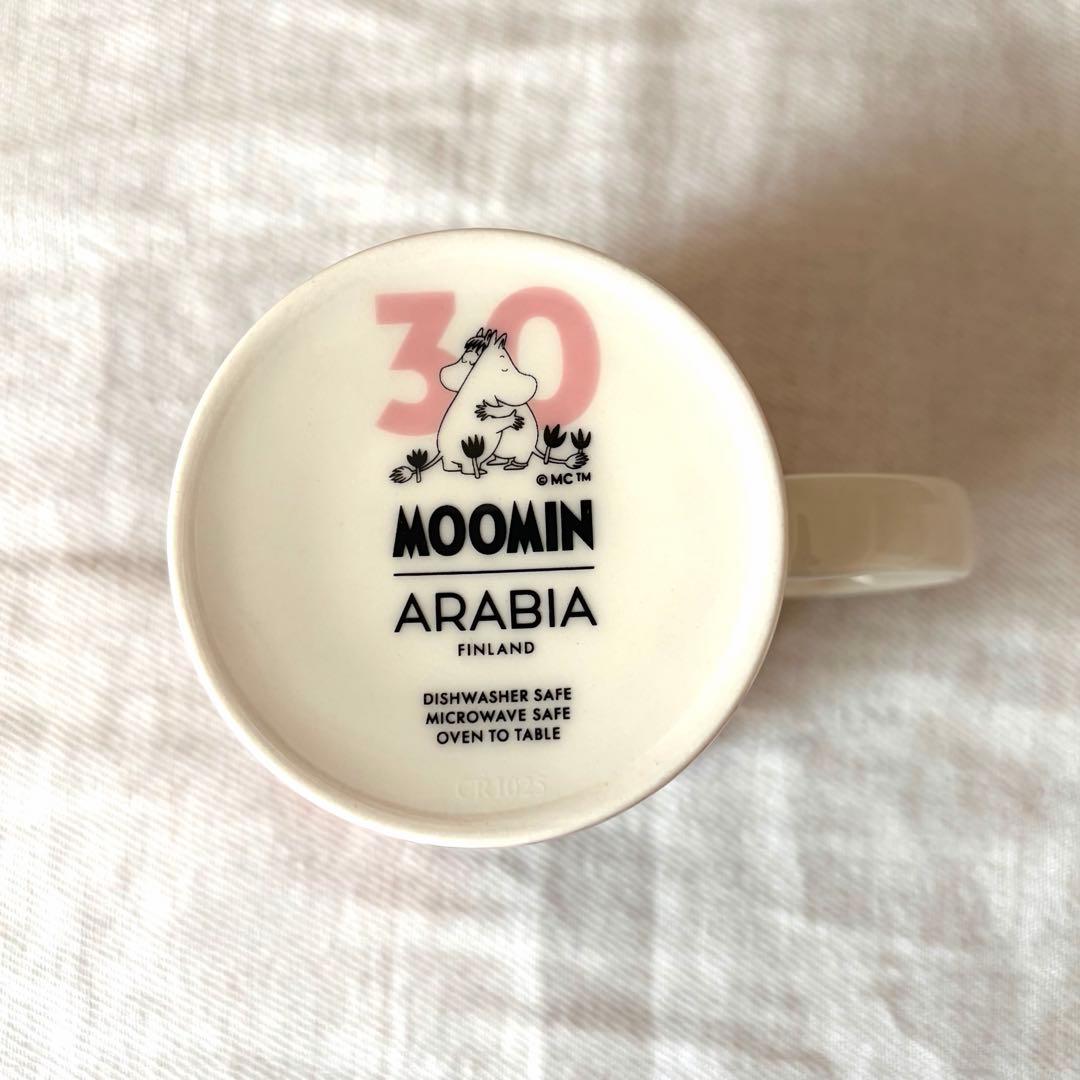 30
© MC ™
MOOMIN
ARABIA
FINLAND
DISHWASHER SAFE
MICROWAVE SAFE
OVEN TO TABLE
CR1025